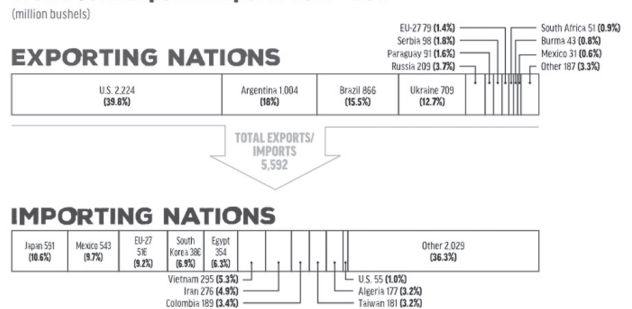 (million bushels)
EXPORTING NATIONS
EU-27 79 (1.4%)
Serbia 98 (1.8%)
Paraguay 91 (1.6%)
Russia 209 (3.7%)
South Africa 51 (0.9%)
Burma 43 (0.8%)
Mexico 31 (0.6%)
Other 187 (3.3%)
U.S. 2,224
(39.8%)
Argentina 1,004
(18%)
Brazil 866
(15.5%)
Ukraine 709
(12.7%)
TOTAL EXPORTS/
IMPORTS
5,592
IMPORTING NATIONS
Japan 591
(10.6%)
Mexico 543
(9.7%)
EU-27
516
(9.2%)
South
Korea 386
(6.9%)
Egypt
354
(6.3%)
Other 2,029
(36.3%)
Vietnam 295 (5.3%)
Iran 276 (4.9%)
Colombia 189 (3.4%)
U.S. 55 (1.0%)
Algeria 177 (3.2%)
Taiwan 181 (3.2%)